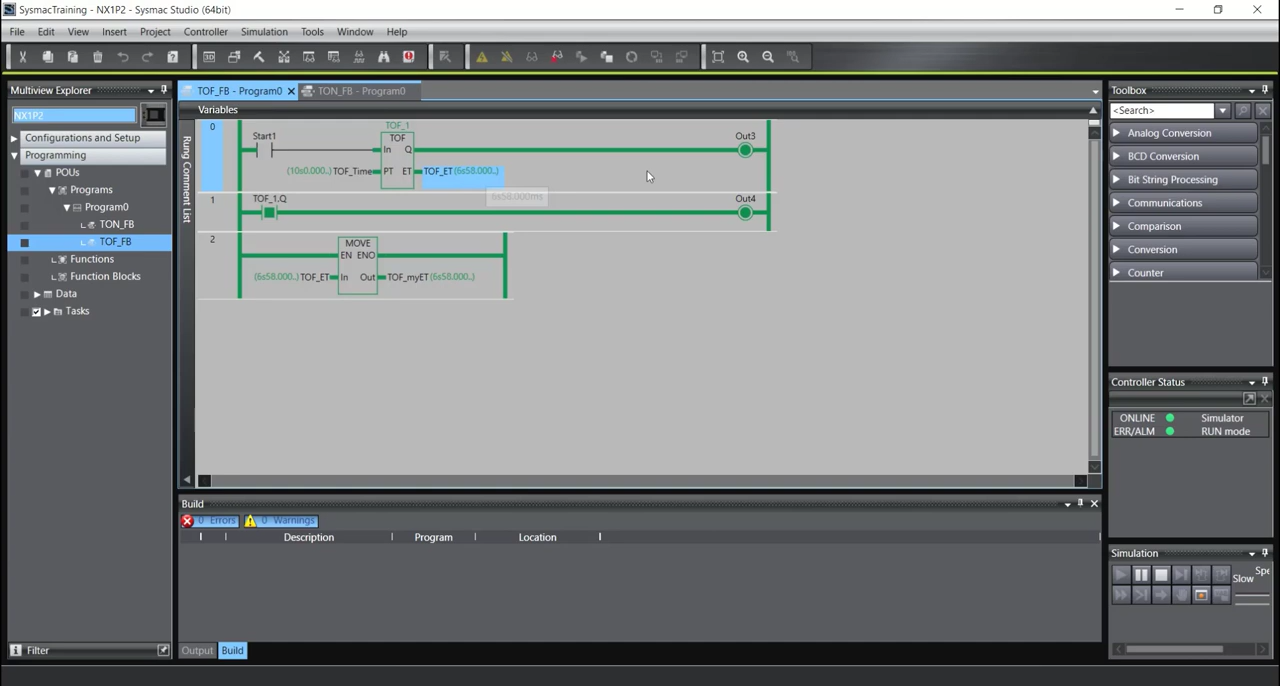 SysmacTraining - NX1P2 - Sysmac Studio (64bit)
File Edit View Insert Project Controller Simulation Tools Window Help
Multiview Explorer
NX1P2
Configurations and Setup
Programming
POUs
Programs
Program0
TON_FB
TOF_FB
Functions
Function Blocks
Data
Tasks
Filter
TOF_FB - Program0
TON_FB - Program0
Variables
Rung Comment List
0
Start1
TOF_1
TOF
In Q
Out3
(10s0.000..) TOF_Time PT ET TOF_ET (6s58.000..)
6s58.000ms
1
TOF_1.Q
Out4
2
MOVE
EN ENO
(6s58.000..) TOF_ET In Out TOF_myET (6s58.000..)
Build
0 Errors 0 Warnings
Description Program Location
Output Build
Toolbox
<Search>
Analog Conversion
BCD Conversion
Bit String Processing
Communications
Comparison
Conversion
Counter
Controller Status
ONLINE Simulator
ERR/ALM RUN mode
Simulation
Slow Spe